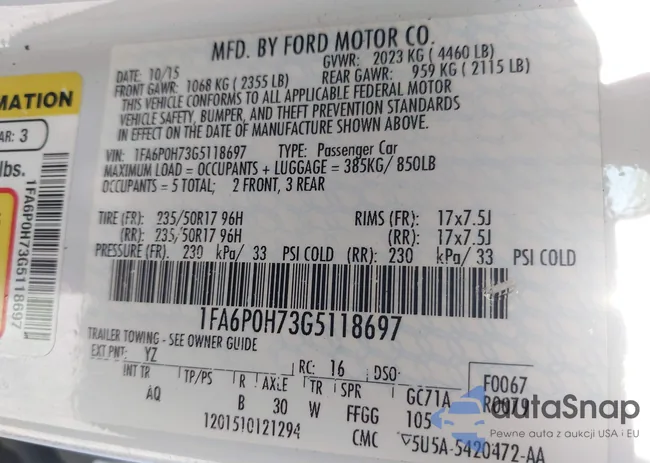 MFD. BY FORD MOTOR CO.
DATE: 10/15
GVWR: 2023 KG ( 4460 LB)
FRONT GAWR: 1068 KG ( 2355 LB)
REAR GAWR: 959 KG ( 2115 LB)
THIS VEHICLE CONFORMS TO ALL APPLICABLE FEDERAL MOTOR
VEHICLE SAFETY, BUMPER, AND THEFT PREVENTION STANDARDS
IN EFFECT ON THE DATE OF MANUFACTURE SHOWN ABOVE.
VIN: 1FA6P0H73G5118697 TYPE: Passenger Car
MAXIMUM LOAD = OCCUPANTS + LUGGAGE = 385KG/ 850LB
OCCUPANTS = 5 TOTAL; 2 FRONT, 3 REAR
TIRE (FR): 235/50R17 96H RIMS (FR): 17x7.5J
(RR): 235/50R17 96H (RR): 17x7.5J
PRESSURE (FR): 230 kPa/ 33 PSI COLD (RR): 230 kPa/ 33 PSI COLD
1FA6P0H73G5118697
TRAILER TOWING - SEE OWNER GUIDE
EXT PNT: YZ RC: 16 DSO: F0067
INT TR TP/PS R AXLE TR SPR GC71A R0079
AQ B 30 W FFGG 105
1201510121294 CMC 5U5A-5420472-AA
MATION
AR: 3
lbs.
1FA6P0H73G5118697
autoSnap
Pewne auta z aukcji USA i EU